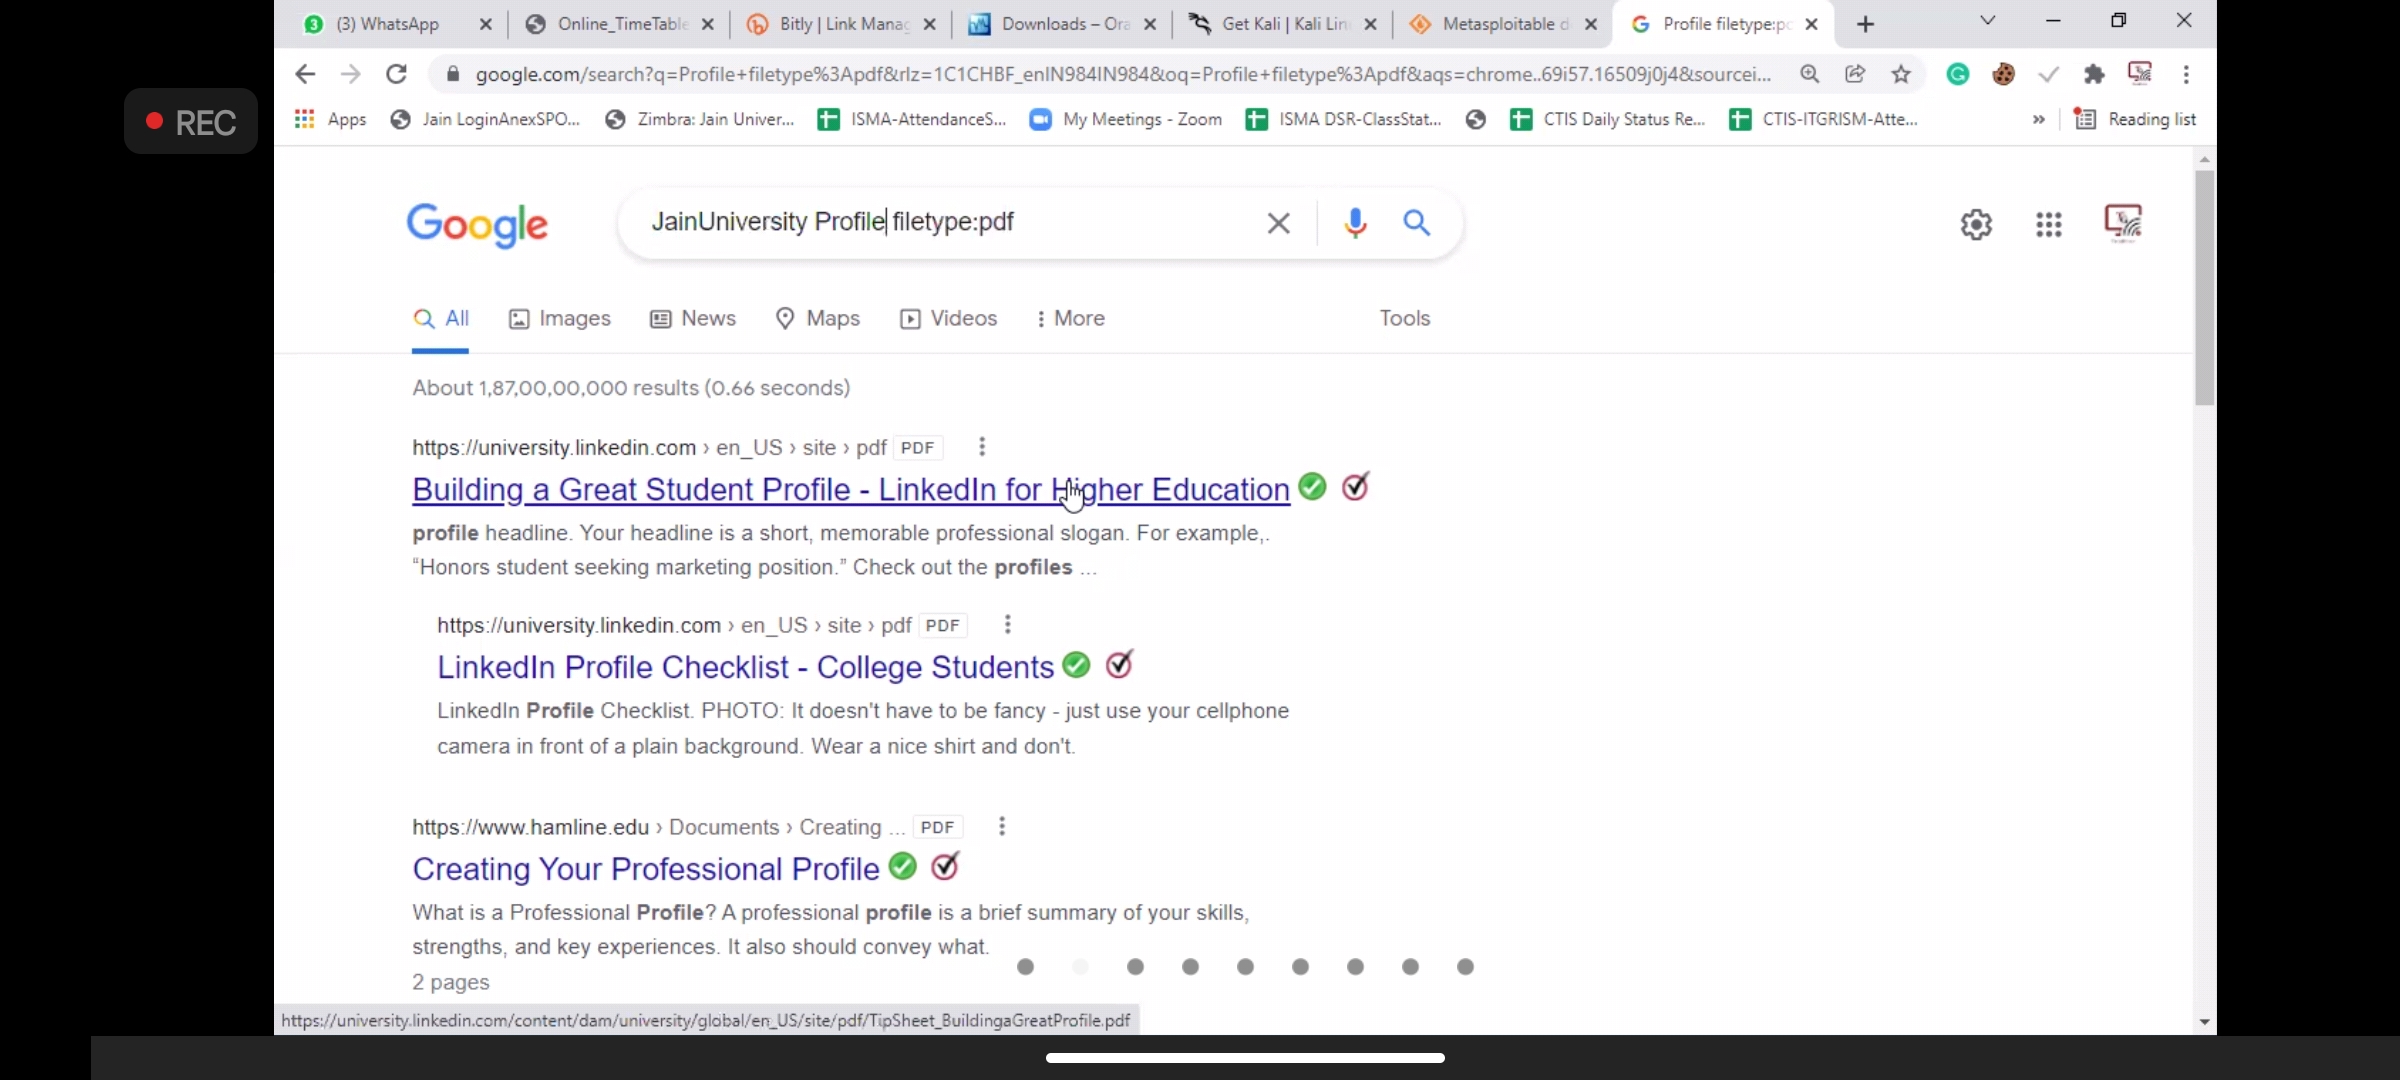 REC
(3) WhatsApp
Online_TimeTable
Bitly | Link Manag
Downloads – Ora
Get Kali | Kali Lin
Metasploitable d
Profile filetype:pd
google.com/search?q=Profile+filetype%3Apdf&rlz=1C1CHBF_enIN984IN984&oq=Profile+filetype%3Apdf&aqs=chrome..69i57.16509j0j4&sourcei...
Apps
Jain LoginAnexSPO...
Zimbra: Jain Univer...
ISMA-AttendanceS...
My Meetings - Zoom
ISMA DSR-ClassStat...
CTIS Daily Status Re...
CTIS-ITGRISM-Atte...
»
Reading list
Google
JainUniversity Profile filetype:pdf
All
Images
News
Maps
Videos
More
Tools
About 1,87,00,00,000 results (0.66 seconds)
https://university.linkedin.com › en_US › site › pdf PDF
Building a Great Student Profile - LinkedIn for Higher Education
profile headline. Your headline is a short, memorable professional slogan. For example,.
“Honors student seeking marketing position.” Check out the profiles ...
https://university.linkedin.com › en_US › site › pdf PDF
LinkedIn Profile Checklist - College Students
LinkedIn Profile Checklist. PHOTO: It doesn't have to be fancy - just use your cellphone
camera in front of a plain background. Wear a nice shirt and don't.
https://www.hamline.edu › Documents › Creating ... PDF
Creating Your Professional Profile
What is a Professional Profile? A professional profile is a brief summary of your skills,
strengths, and key experiences. It also should convey what.
2 pages
https://university.linkedin.com/content/dam/university/global/en_US/site/pdf/TipSheet_BuildingaGreatProfile.pdf